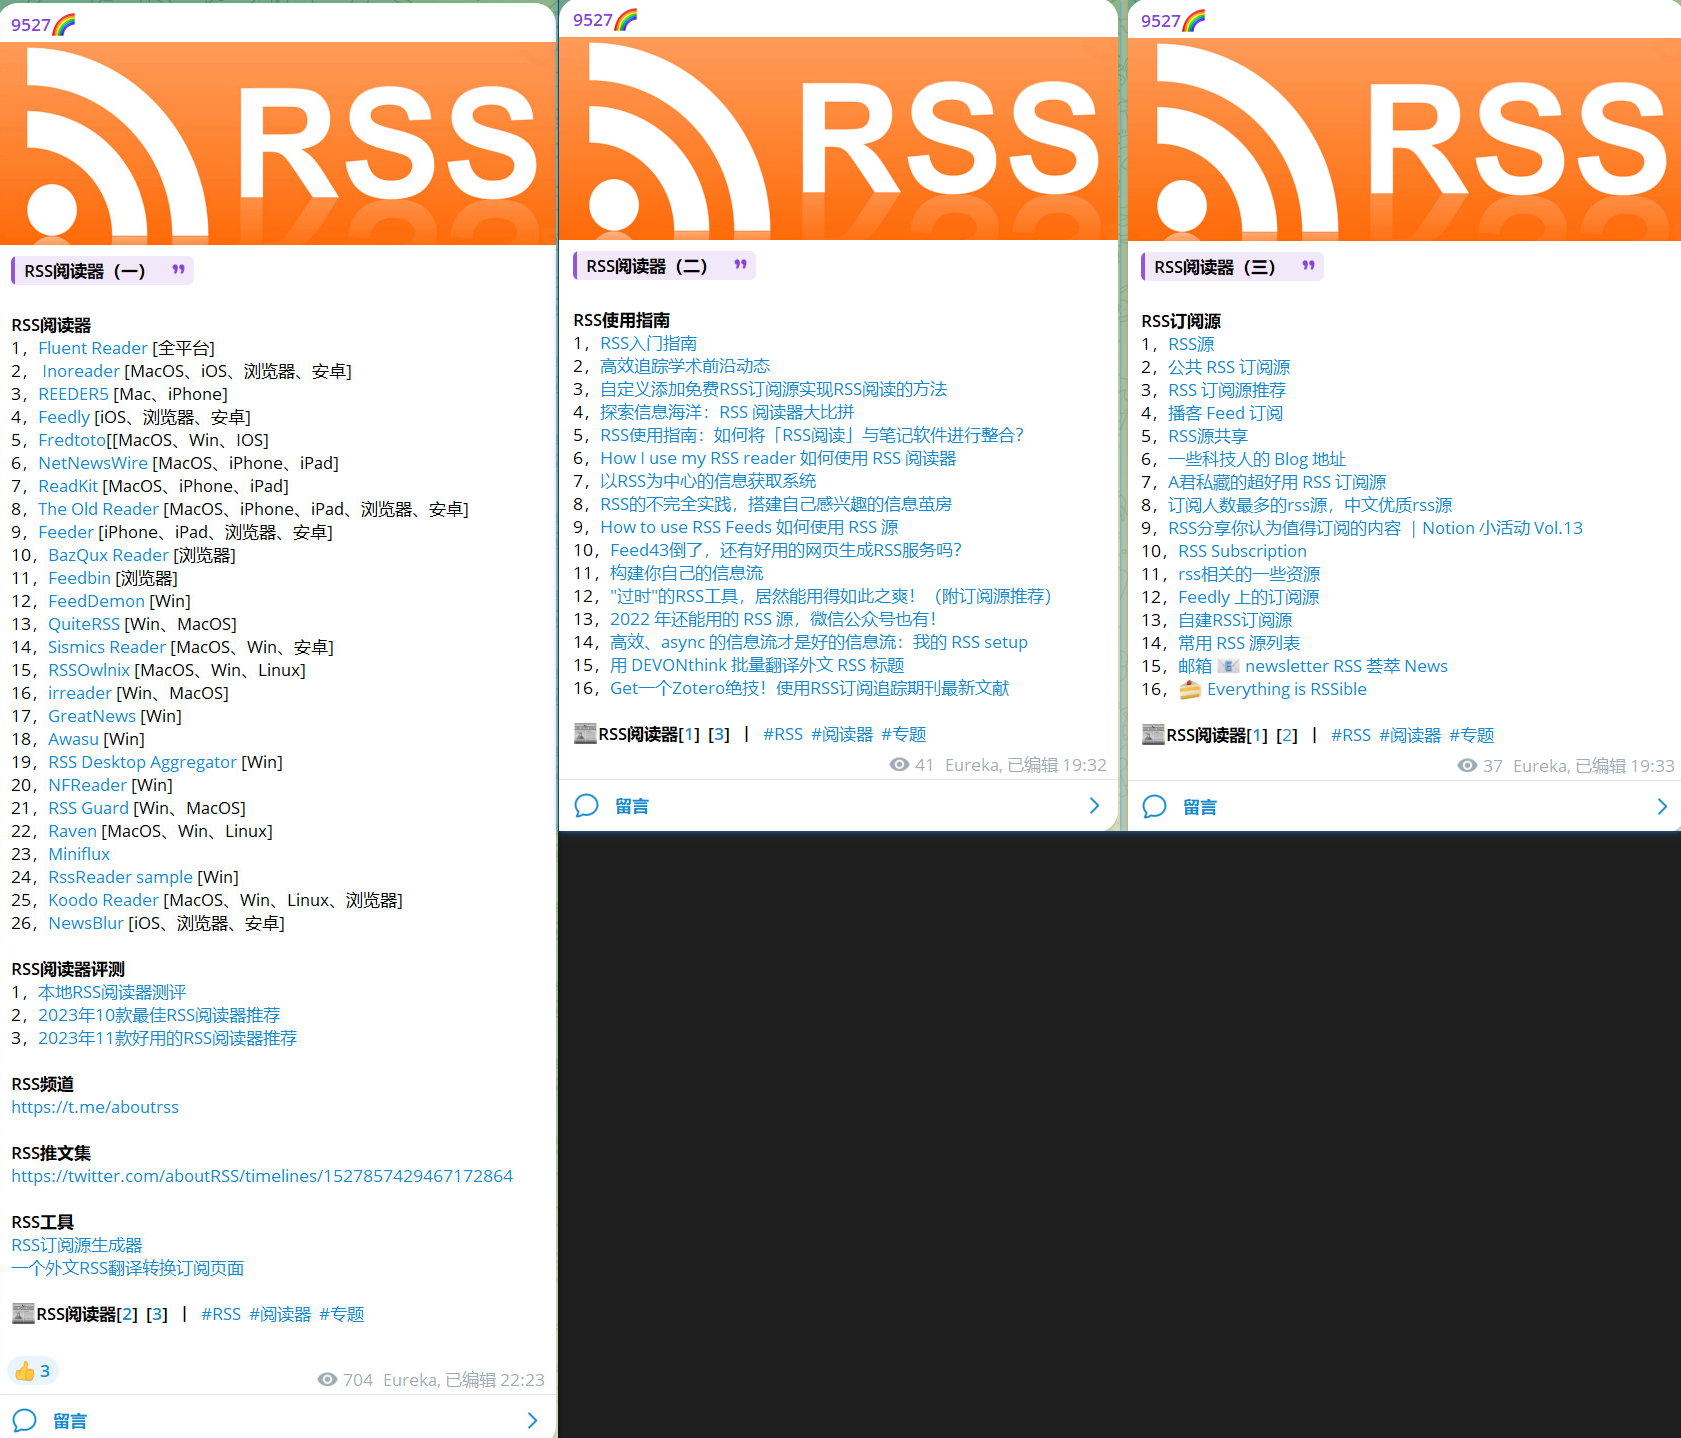 9527🌈
RSS
RSS阅读器（一）
RSS阅读器
1，Fluent Reader [全平台]
2， Inoreader [MacOS、iOS、浏览器、安卓]
3，REEDER5 [Mac、iPhone]
4，Feedly [iOS、浏览器、安卓]
5，Fredtoto[[MacOS、Win、IOS]
6，NetNewsWire [MacOS、iPhone、iPad]
7，ReadKit [MacOS、iPhone、iPad]
8，The Old Reader [MacOS、iPhone、iPad、浏览器、安卓]
9，Feeder [iPhone、iPad、浏览器、安卓]
10，BazQux Reader [浏览器]
11，Feedbin [浏览器]
12，FeedDemon [Win]
13，QuiteRSS [Win、MacOS]
14，Sismics Reader [MacOS、Win、安卓]
15，RSSOwlnix [MacOS、Win、Linux]
16，irreader [Win、MacOS]
17，GreatNews [Win]
18，Awasu [Win]
19，RSS Desktop Aggregator [Win]
20，NFReader [Win]
21，RSS Guard [Win、MacOS]
22，Raven [MacOS、Win、Linux]
23，Miniflux
24，RssReader sample [Win]
25，Koodo Reader [MacOS、Win、Linux、浏览器]
26，NewsBlur [iOS、浏览器、安卓]
RSS阅读器评测
1，本地RSS阅读器测评
2，2023年10款最佳RSS阅读器推荐
3，2023年11款好用的RSS阅读器推荐
RSS频道
https://t.me/aboutrss
RSS推文集
https://twitter.com/aboutRSS/timelines/1527857429467172864
RSS工具
RSS订阅源生成器
一个外文RSS翻译转换订阅页面
📰RSS阅读器[2] [3] | #RSS #阅读器 #专题
👍 3
704 Eureka, 已编辑 22:23
留言
9527🌈
RSS
RSS阅读器（二）
RSS使用指南
1，RSS入门指南
2，高效追踪学术前沿动态
3，自定义添加免费RSS订阅源实现RSS阅读的方法
4，探索信息海洋：RSS 阅读器大比拼
5，RSS使用指南：如何将「RSS阅读」与笔记软件进行整合？
6，How I use my RSS reader 如何使用 RSS 阅读器
7，以RSS为中心的信息获取系统
8，RSS的不完全实践，搭建自己感兴趣的信息茧房
9，How to use RSS Feeds 如何使用 RSS 源
10，Feed43倒了，还有好用的网页生成RSS服务吗？
11，构建你自己的信息流
12，"过时"的RSS工具，居然能用得如此之爽！（附订阅源推荐）
13，2022 年还能用的 RSS 源，微信公众号也有！
14，高效、async 的信息流才是好的信息流：我的 RSS setup
15，用 DEVONthink 批量翻译外文 RSS 标题
16，Get一个Zotero绝技！使用RSS订阅追踪期刊最新文献
📰RSS阅读器[1] [3] | #RSS #阅读器 #专题
41 Eureka, 已编辑 19:32
留言
9527🌈
RSS
RSS阅读器（三）
RSS订阅源
1，RSS源
2，公共 RSS 订阅源
3，RSS 订阅源推荐
4，播客 Feed 订阅
5，RSS源共享
6，一些科技人的 Blog 地址
7，A君私藏的超好用 RSS 订阅源
8，订阅人数最多的rss源，中文优质rss源
9，RSS分享你认为值得订阅的内容 | Notion 小活动 Vol.13
10，RSS Subscription
11，rss相关的一些资源
12，Feedly 上的订阅源
13，自建RSS订阅源
14，常用 RSS 源列表
15，邮箱 📧 newsletter RSS 荟萃 News
16，🍰 Everything is RSSible
📰RSS阅读器[1] [2] | #RSS #阅读器 #专题
37 Eureka, 已编辑 19:33
留言